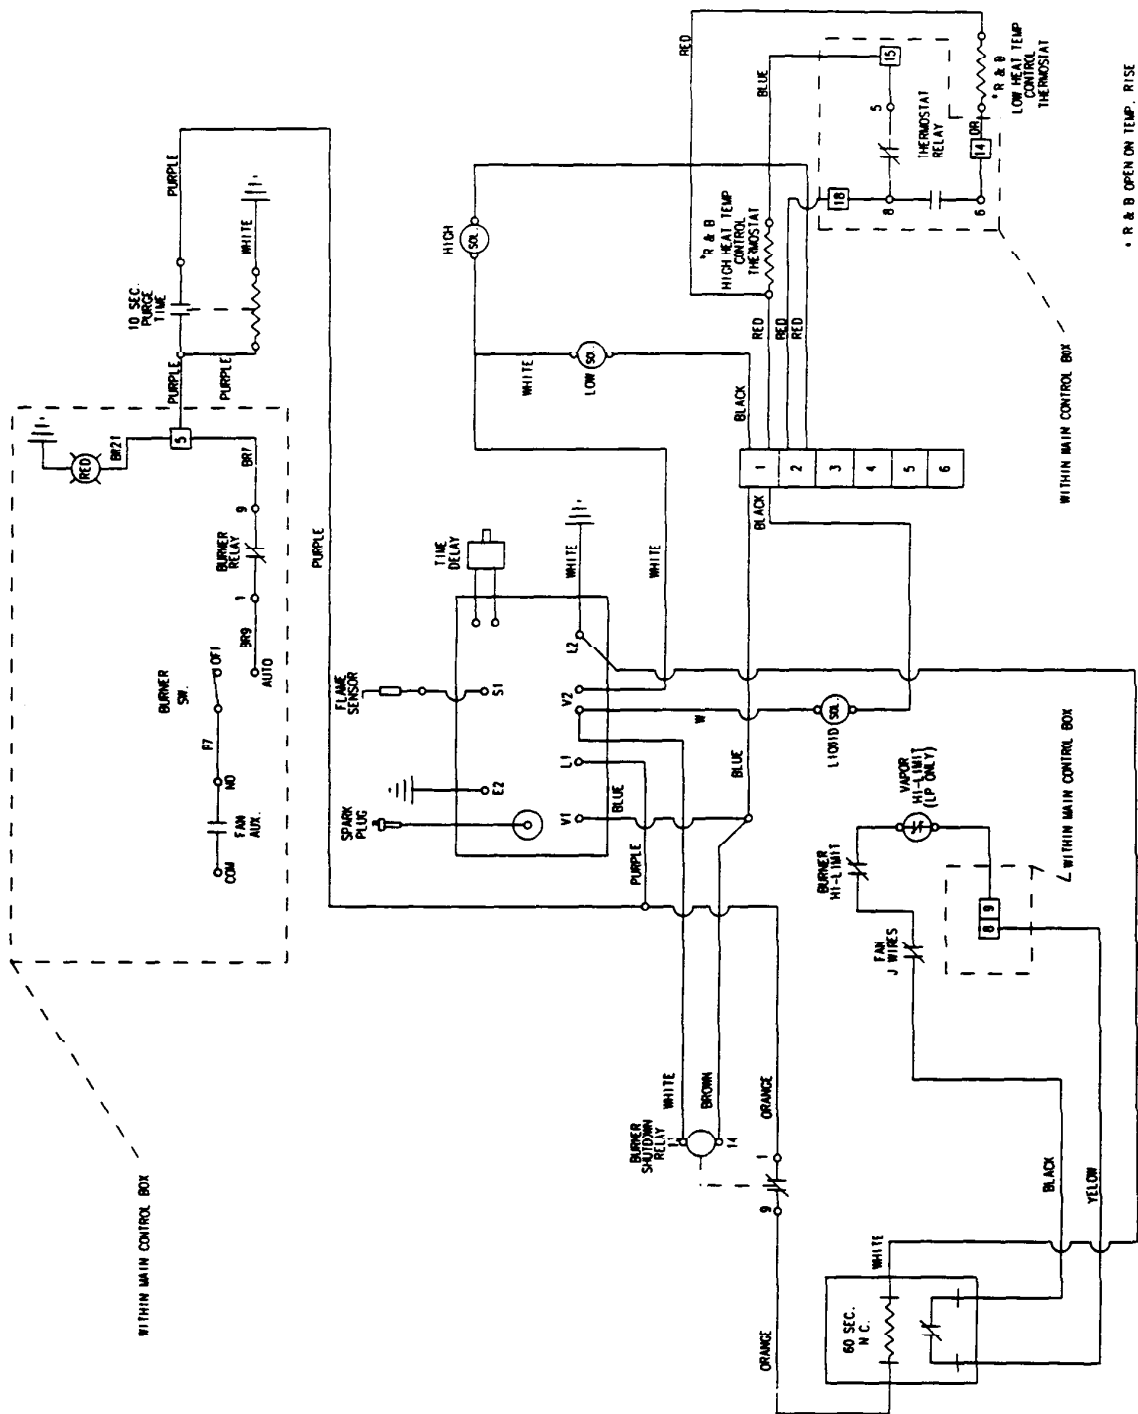 WITHIN MAIN CONTROL BOX
COM
FAN
AUX.
NO
F7
BURNER
SW.
OFF
AUTO
BR9
1
BURNER
RELAY
9
BR7
RED
BR21
5
PURPLE
PURPLE
10 SEC.
PURGE
TIME
WHITE
PURPLE
PURPLE
SPARK
PLUG
FLAME
SENSOR
TIME
DELAY
E2
S1
V1
L1
V2
L2
BLUE
WHITE
WHITE
HIGH
SOL.
WHITE
LOW
SOL.
PURPLE
BURNER
SHUTDOWN
RELAY
14
WHITE
BROWN
ORANGE
1
9
ORANGE
60 SEC.
N.C.
WHITE
BLACK
YELOW
BLUE
W
LIQUID
SOL.
BLACK
BLACK
1
2
3
4
5
6
RED
RED
RED
*R & B
HIGH HEAT TEMP
CONTROL
THERMOSTAT
BLUE
RED
18
8
5
15
THERMOSTAT
RELAY
6
14
OR
*R & B
LOW HEAT TEMP
CONTROL
THERMOSTAT
WITHIN MAIN CONTROL BOX
BURNER
HI-LIMIT
VAPOR
HI-LIMIT
(LP ONLY)
FAN
J WIRES
8
9
WITHIN MAIN CONTROL BOX
* R & B OPEN ON TEMP. RISE